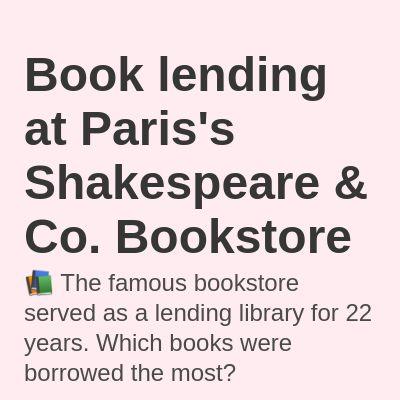 Book lending
at Paris's
Shakespeare &
Co. Bookstore
📚 The famous bookstore
served as a lending library for 22
years. Which books were
borrowed the most?